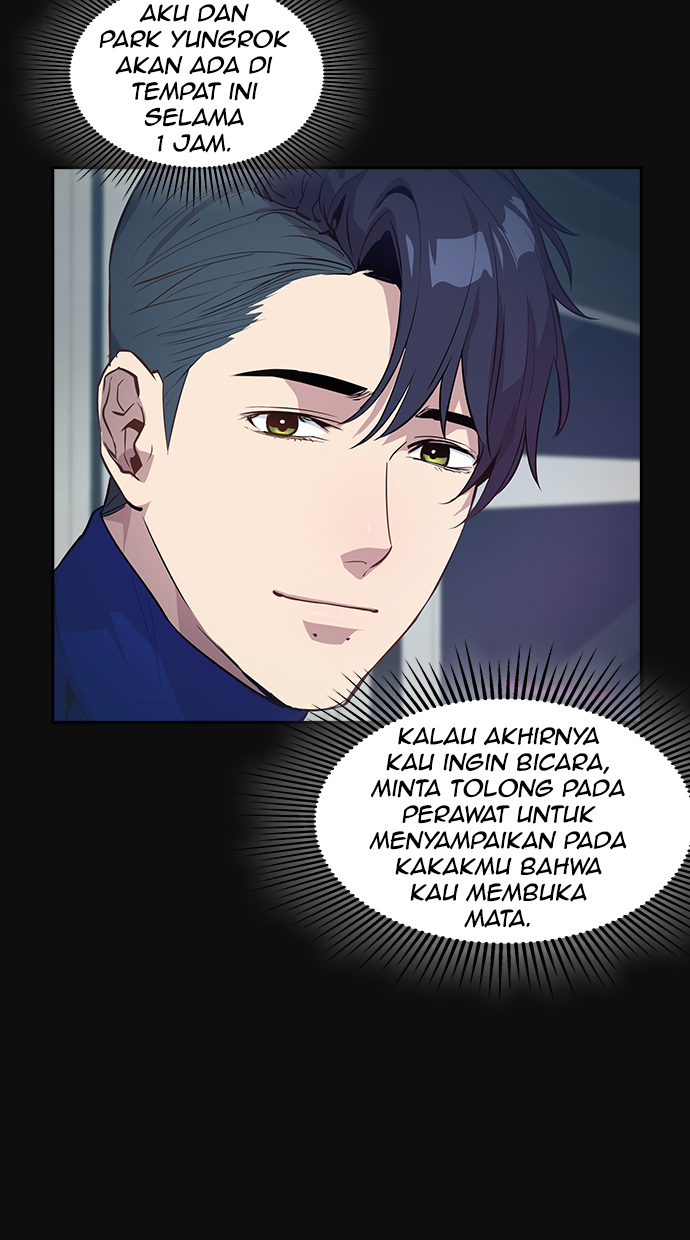 AKU DAN
PARK YUNGROK
AKAN ADA DI
TEMPAT INI
SELAMA
1 JAM.
KALAU AKHIRNYA
KAU INGIN BICARA,
MINTA TOLONG PADA
PERAWAT UNTUK
MENYAMPAIKAN PADA
KAKAKMU BAHWA
KAU MEMBUKA
MATA.